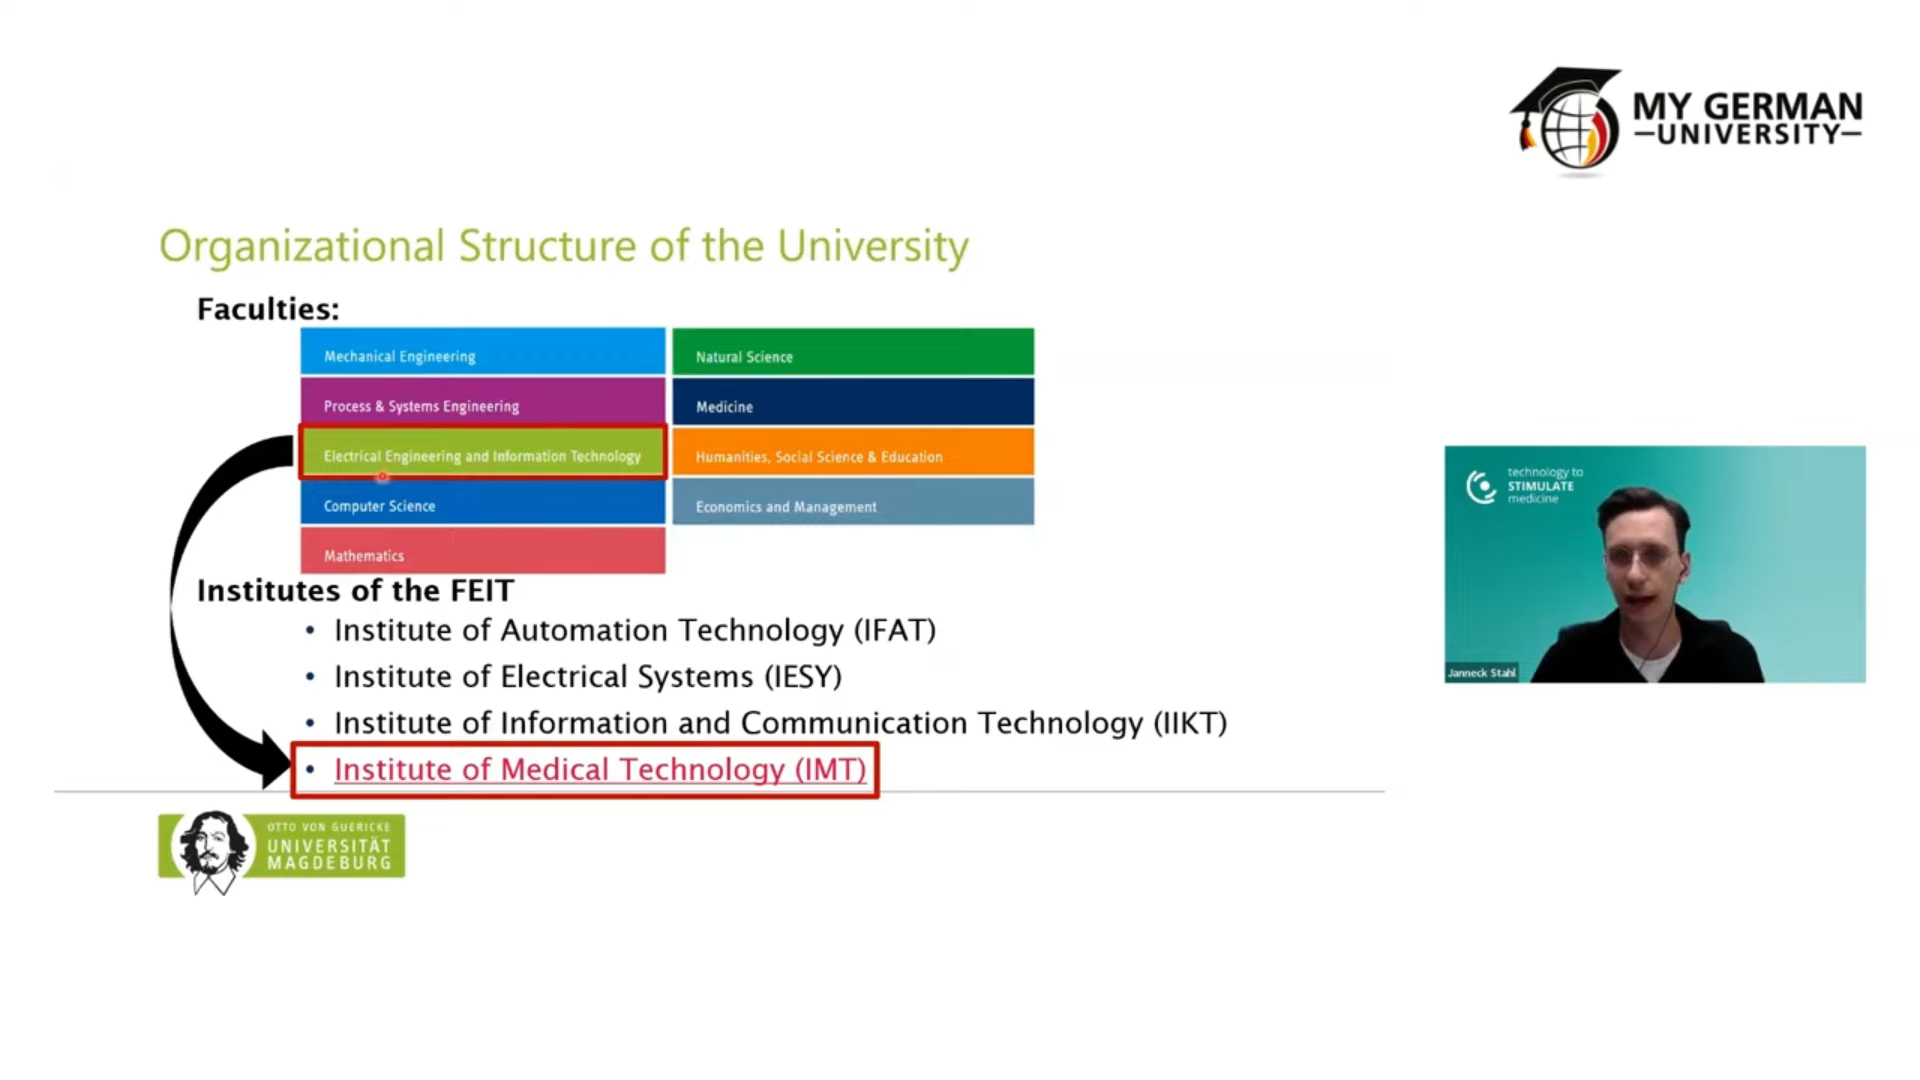 MY GERMAN
UNIVERSITY
Organizational Structure of the University
Faculties:
Mechanical Engineering
Natural Science
Process & Systems Engineering
Medicine
Electrical Engineering and Information Technology
Humanities, Social Science & Education
Computer Science
Economics and Management
Mathematics
Institutes of the FEIT
• Institute of Automation Technology (IFAT)
• Institute of Electrical Systems (IESY)
• Institute of Information and Communication Technology (IIKT)
• Institute of Medical Technology (IMT)
technology to
STIMULATE
medicine
Janneck Stahl
OTTO VON GUERICKE
UNIVERSITÄT
MAGDEBURG